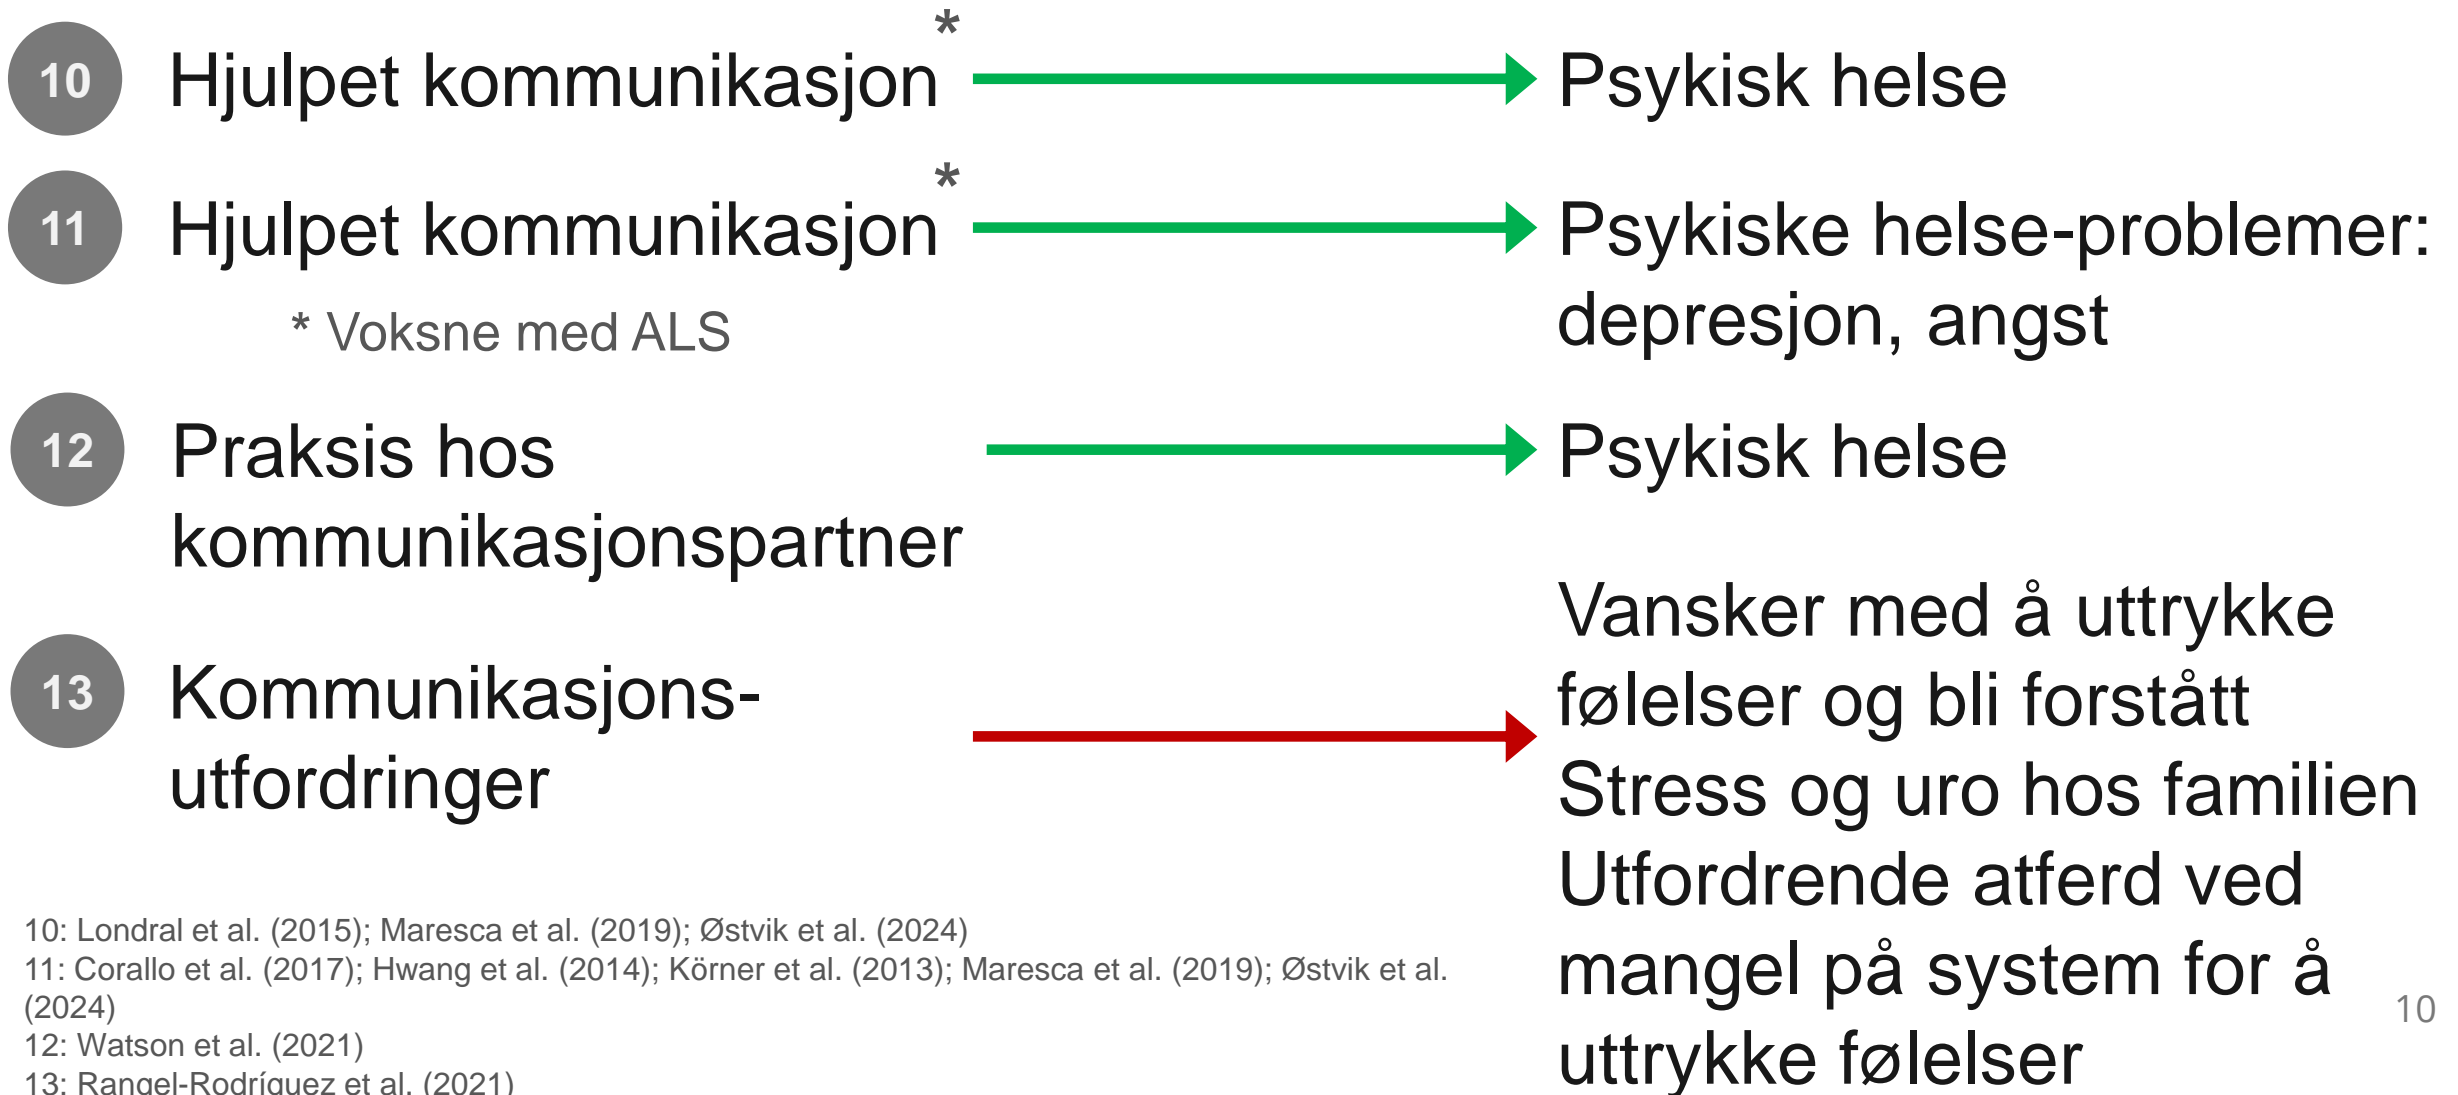 10 Hjulpet kommunikasjon* Psykisk helse
11 Hjulpet kommunikasjon* Psykiske helse-problemer:
depresjon, angst
* Voksne med ALS
12 Praksis hos
kommunikasjonspartner
Psykisk helse
13 Kommunikasjons-
utfordringer
Vansker med å uttrykke
følelser og bli forstått
Stress og uro hos familien
Utfordrende atferd ved
mangel på system for å
uttrykke følelser
10: Londral et al. (2015); Maresca et al. (2019); Østvik et al. (2024)
11: Corallo et al. (2017); Hwang et al. (2014); Körner et al. (2013); Maresca et al. (2019); Østvik et al.
(2024)
12: Watson et al. (2021)
13: Rangel-Rodríguez et al. (2021)
10